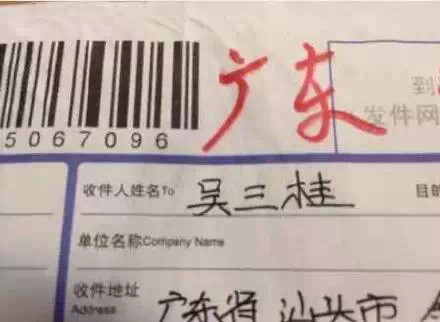 广东
到
5067096
发件网
收件人姓名To 吴三桂 目的
单位名称Company Name
收件地址
Address 广东省 汕头市